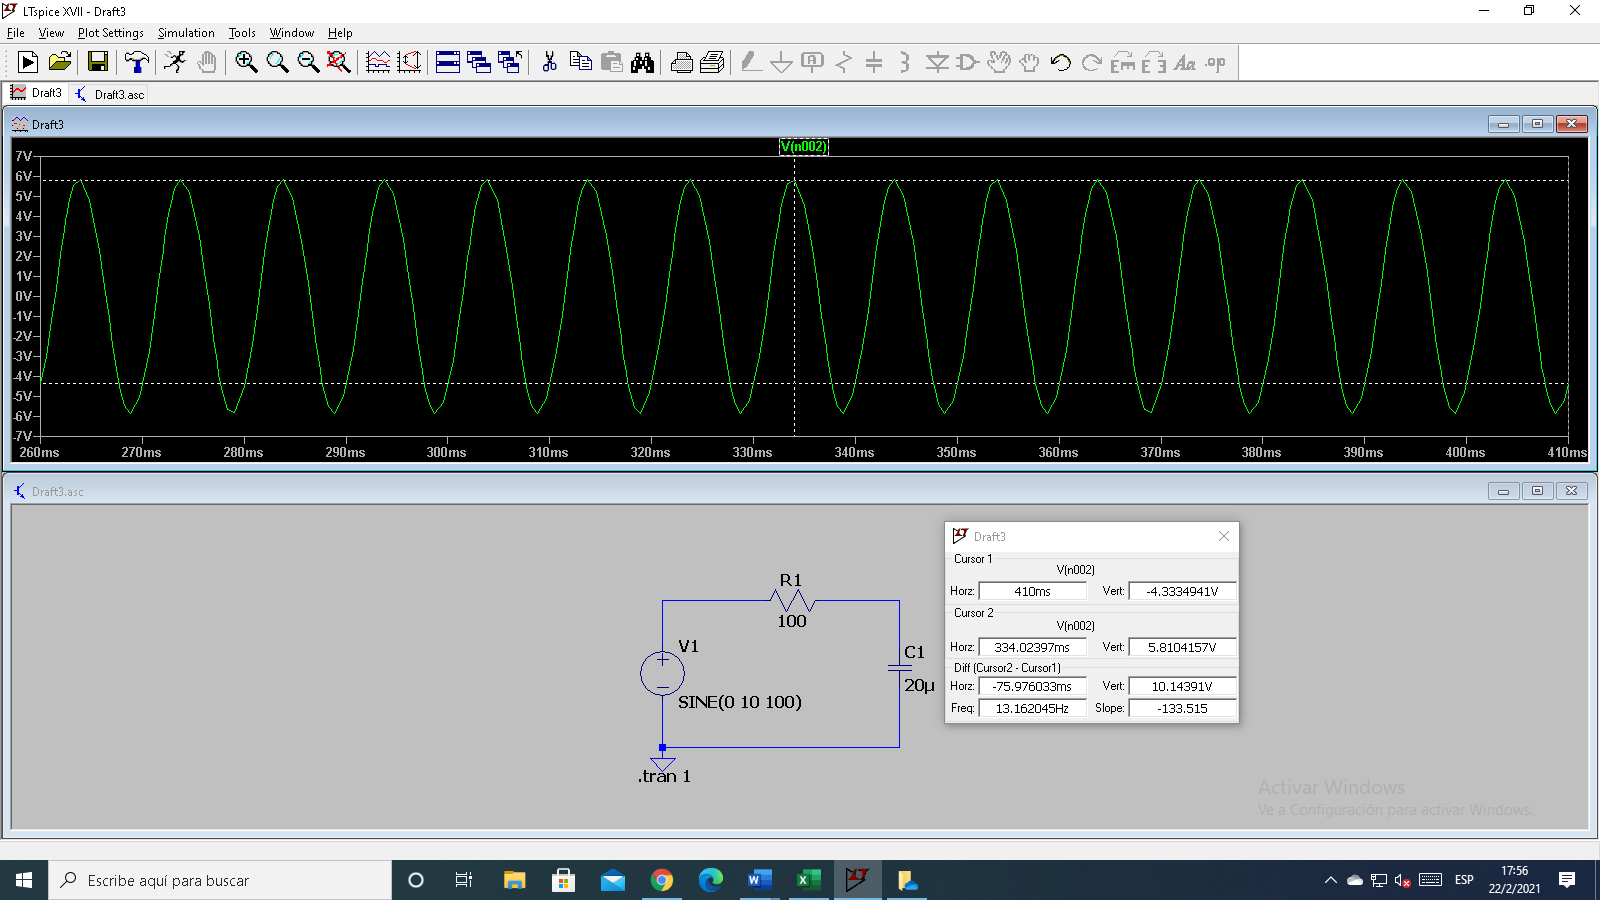 LTspice XVII - Draft3
File View Plot Settings Simulation Tools Window Help
Draft3 Draft3.asc
Draft3
V(n002)
7V
6V
5V
4V
3V
2V
1V
0V
-1V
-2V
-3V
-4V
-5V
-6V
-7V
260ms 270ms 280ms 290ms 300ms 310ms 320ms 330ms 340ms 350ms 360ms 370ms 380ms 390ms 400ms 410ms
Draft3.asc
R1
100
V1
SINE(0 10 100)
C1
20µ
.tran 1
Draft3
Cursor 1
V(n002)
Horz: 410ms Vert: -4.3334941V
Cursor 2
V(n002)
Horz: 334.02397ms Vert: 5.8104157V
Diff (Cursor2 - Cursor1)
Horz: -75.976033ms Vert: 10.14391V
Freq: 13.162045Hz Slope: -133.515
Activar Windows
Ve a Configuración para activar Windows.
Escribe aquí para buscar
ESP
17:56
22/2/2021